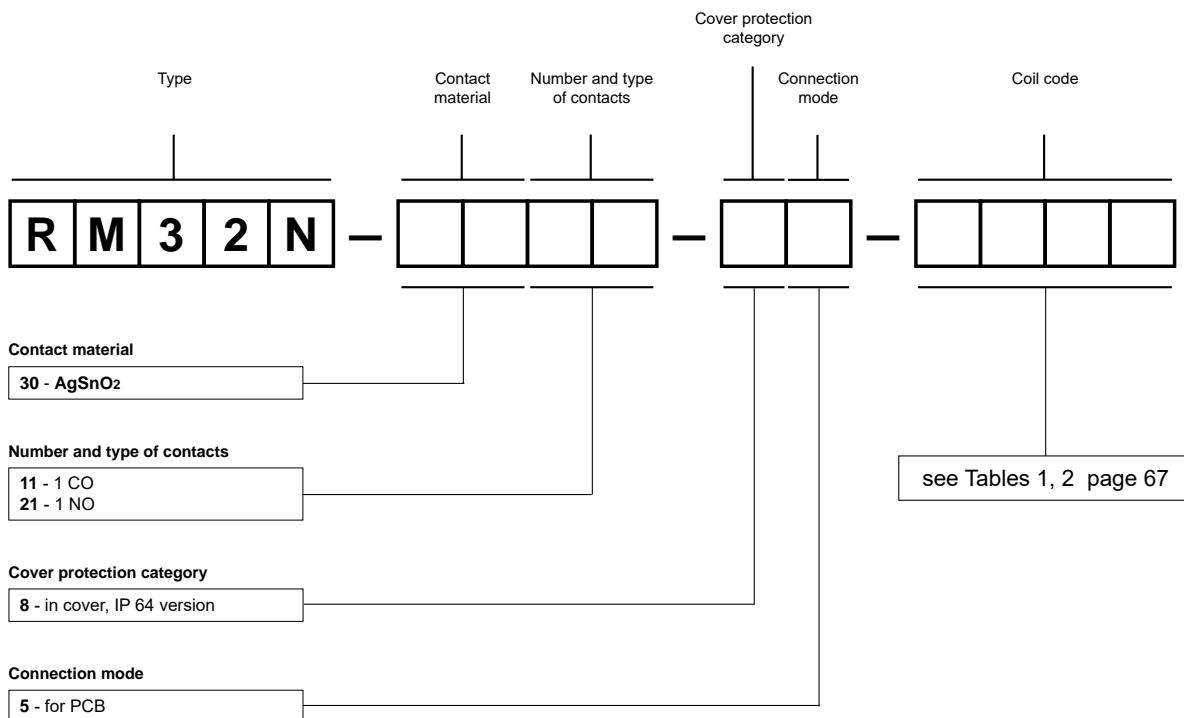 Cover protection
category
Type
Contact
material
Number and type
of contacts
Connection
mode
Coil code
R M 3 2 N – – –
Contact material
30 - AgSnO2
Number and type of contacts
11 - 1 CO
21 - 1 NO
see Tables 1, 2 page 67
Cover protection category
8 - in cover, IP 64 version
Connection mode
5 - for PCB